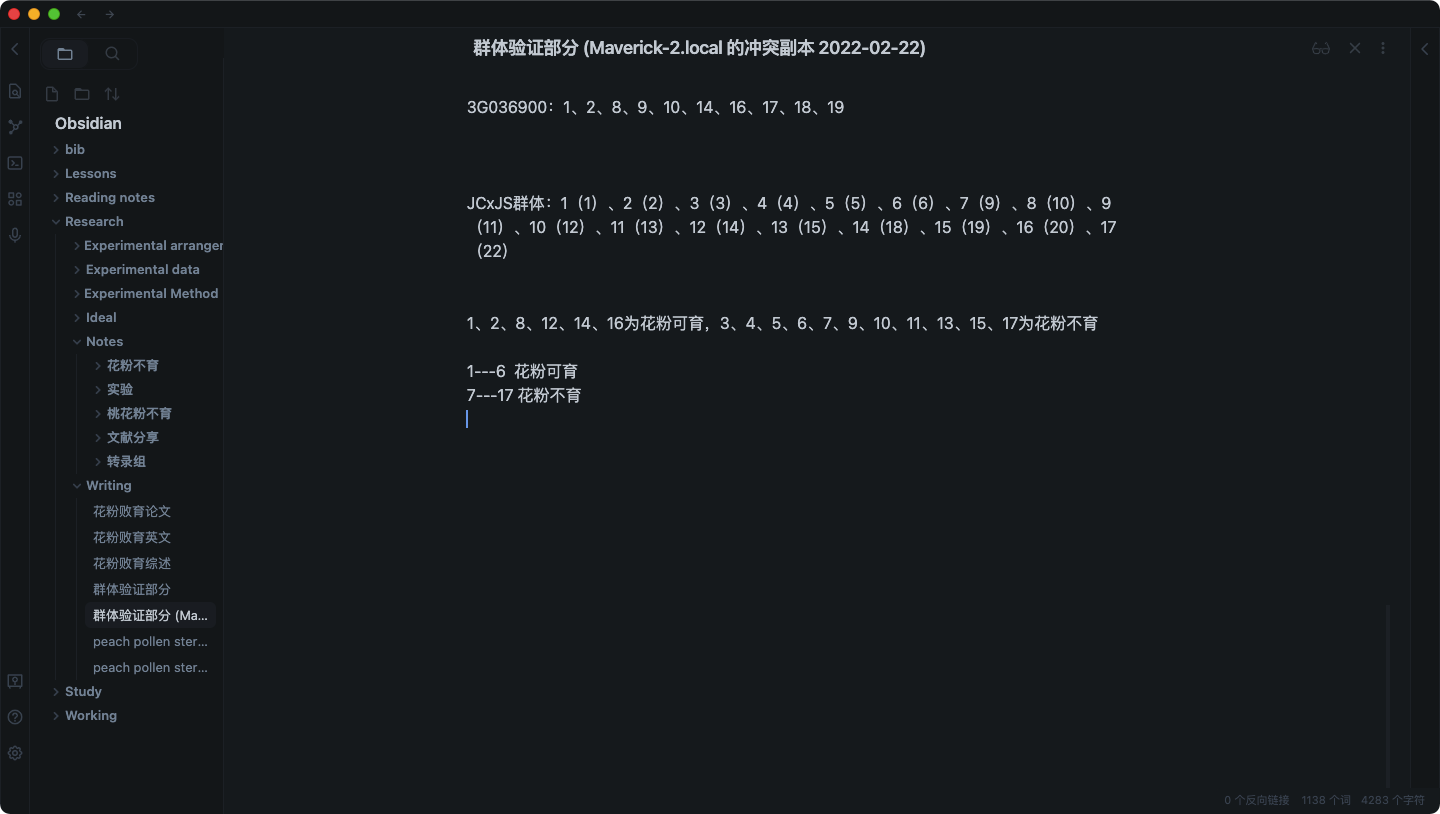 群体验证部分 (Maverick-2.local 的冲突副本 2022-02-22)
Obsidian
bib
Lessons
Reading notes
Research
Experimental arranger
Experimental data
Experimental Method
Ideal
Notes
花粉不育
实验
桃花粉不育
文献分享
转录组
Writing
花粉败育论文
花粉败育英文
花粉败育综述
群体验证部分
群体验证部分 (Ma...
peach pollen ster...
peach pollen ster...
Study
Working
3G036900：1、2、8、9、10、14、16、17、18、19
JCxJS群体：1（1）、2（2）、3（3）、4（4）、5（5）、6（6）、7（9）、8（10）、9
（11）、10（12）、11（13）、12（14）、13（15）、14（18）、15（19）、16（20）、17
（22）
1、2、8、12、14、16为花粉可育，3、4、5、6、7、9、10、11、13、15、17为花粉不育
1---6 花粉可育
7---17 花粉不育
0 个反向链接 1138 个词 4283 个字符